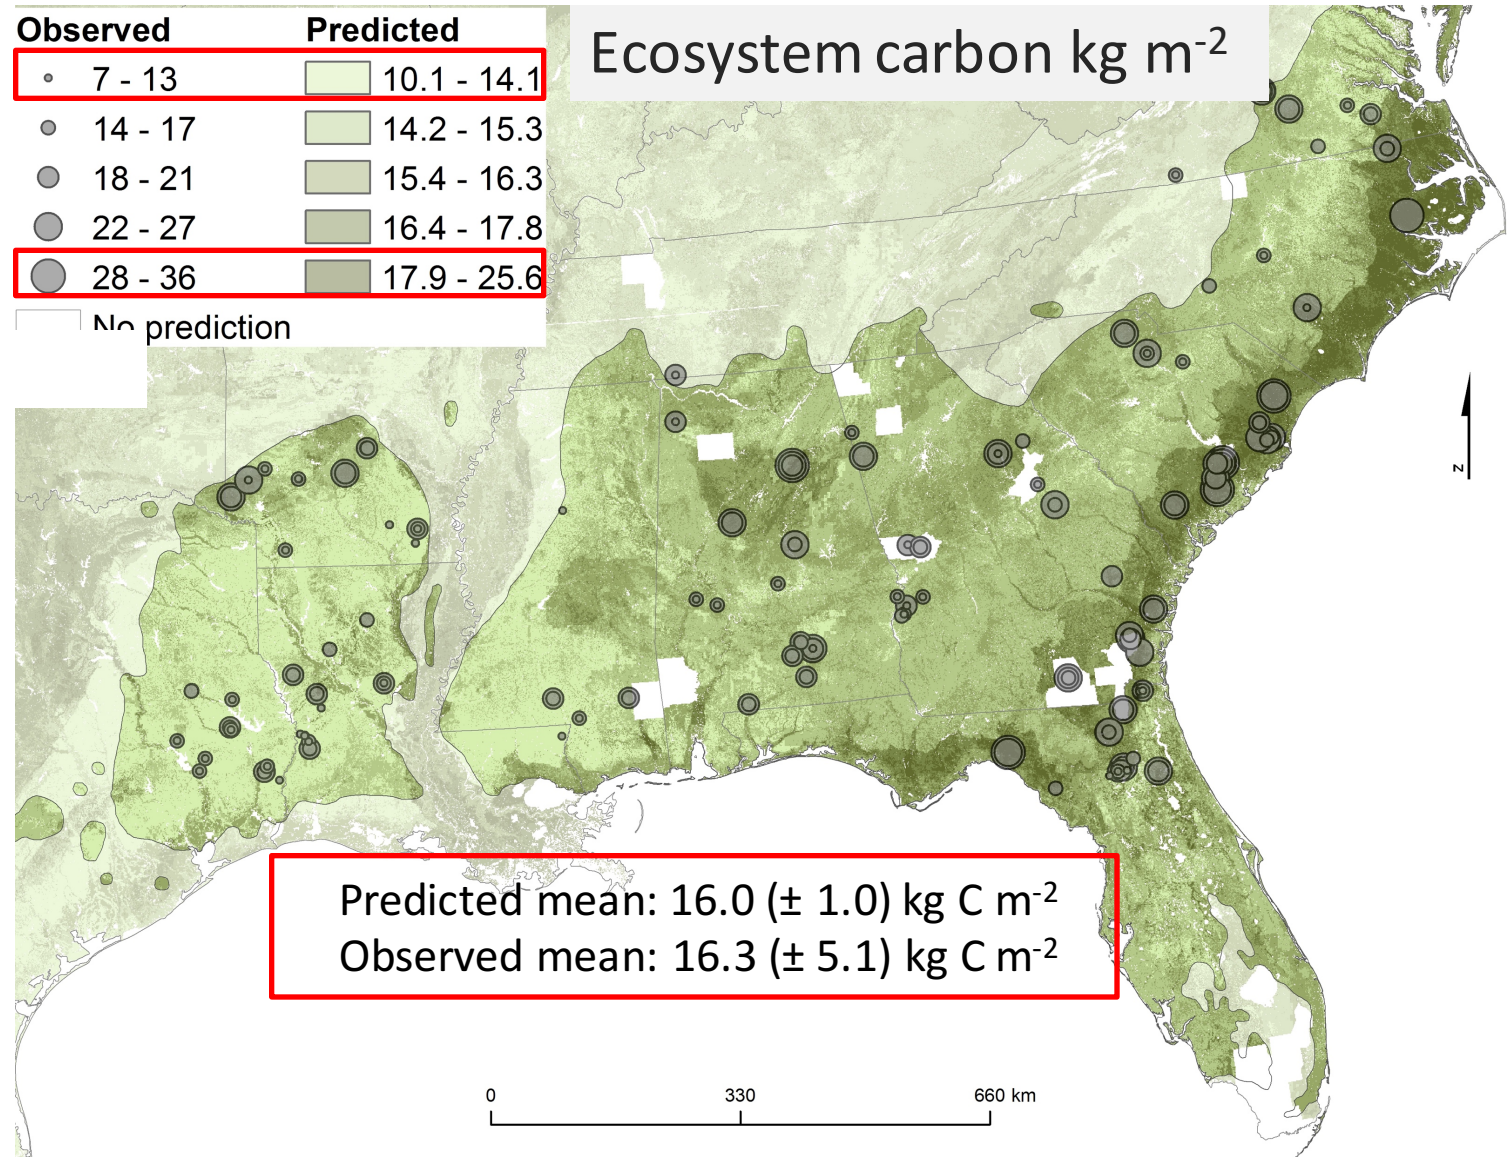 Observed Predicted
7 - 13 10.1 - 14.1
14 - 17 14.2 - 15.3
18 - 21 15.4 - 16.3
22 - 27 16.4 - 17.8
28 - 36 17.9 - 25.6
No prediction
Ecosystem carbon kg m-2
N
Predicted mean: 16.0 (± 1.0) kg C m-2
Observed mean: 16.3 (± 5.1) kg C m-2
0 330 660 km